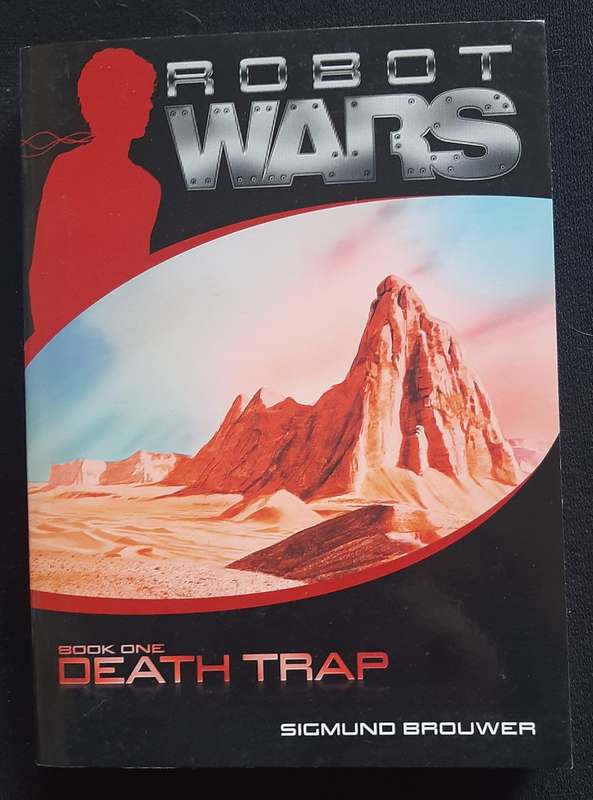 ROBOT
WARS
BOOK ONE
DEATH TRAP
SIGMUND BROUWER